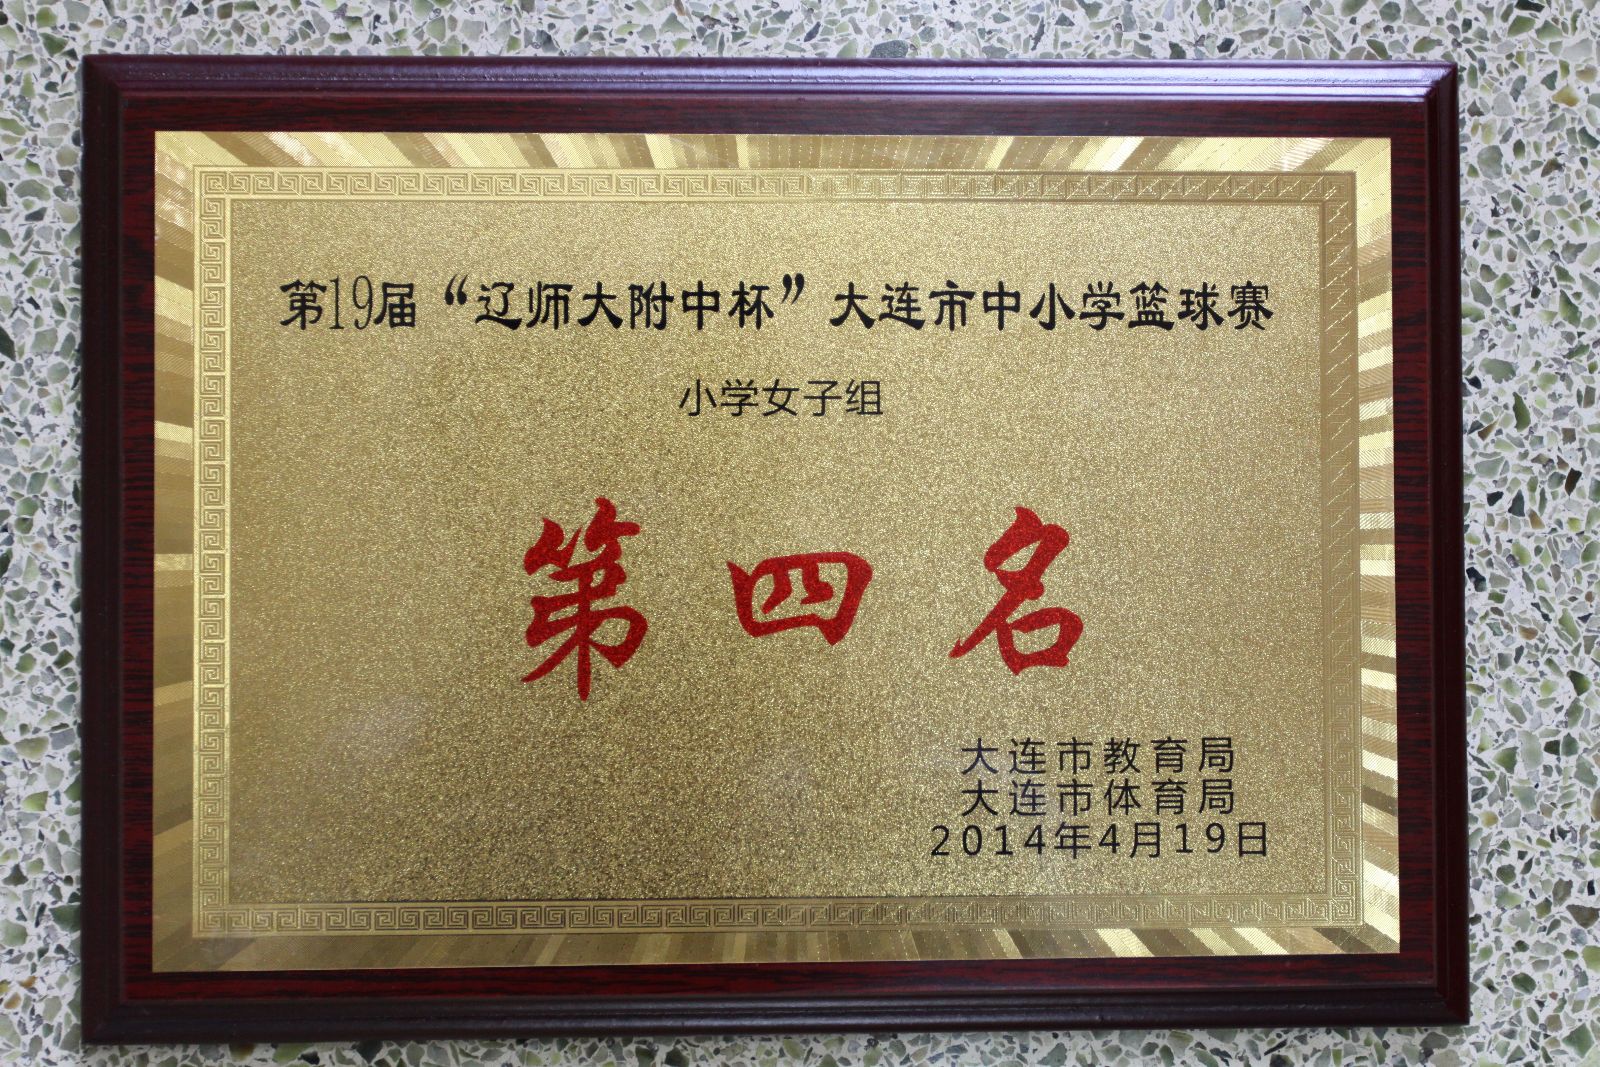 第19届“辽师大附中杯”大连市中小学篮球赛
小学女子组
第四名
大连市教育局
大连市体育局
2014年4月19日